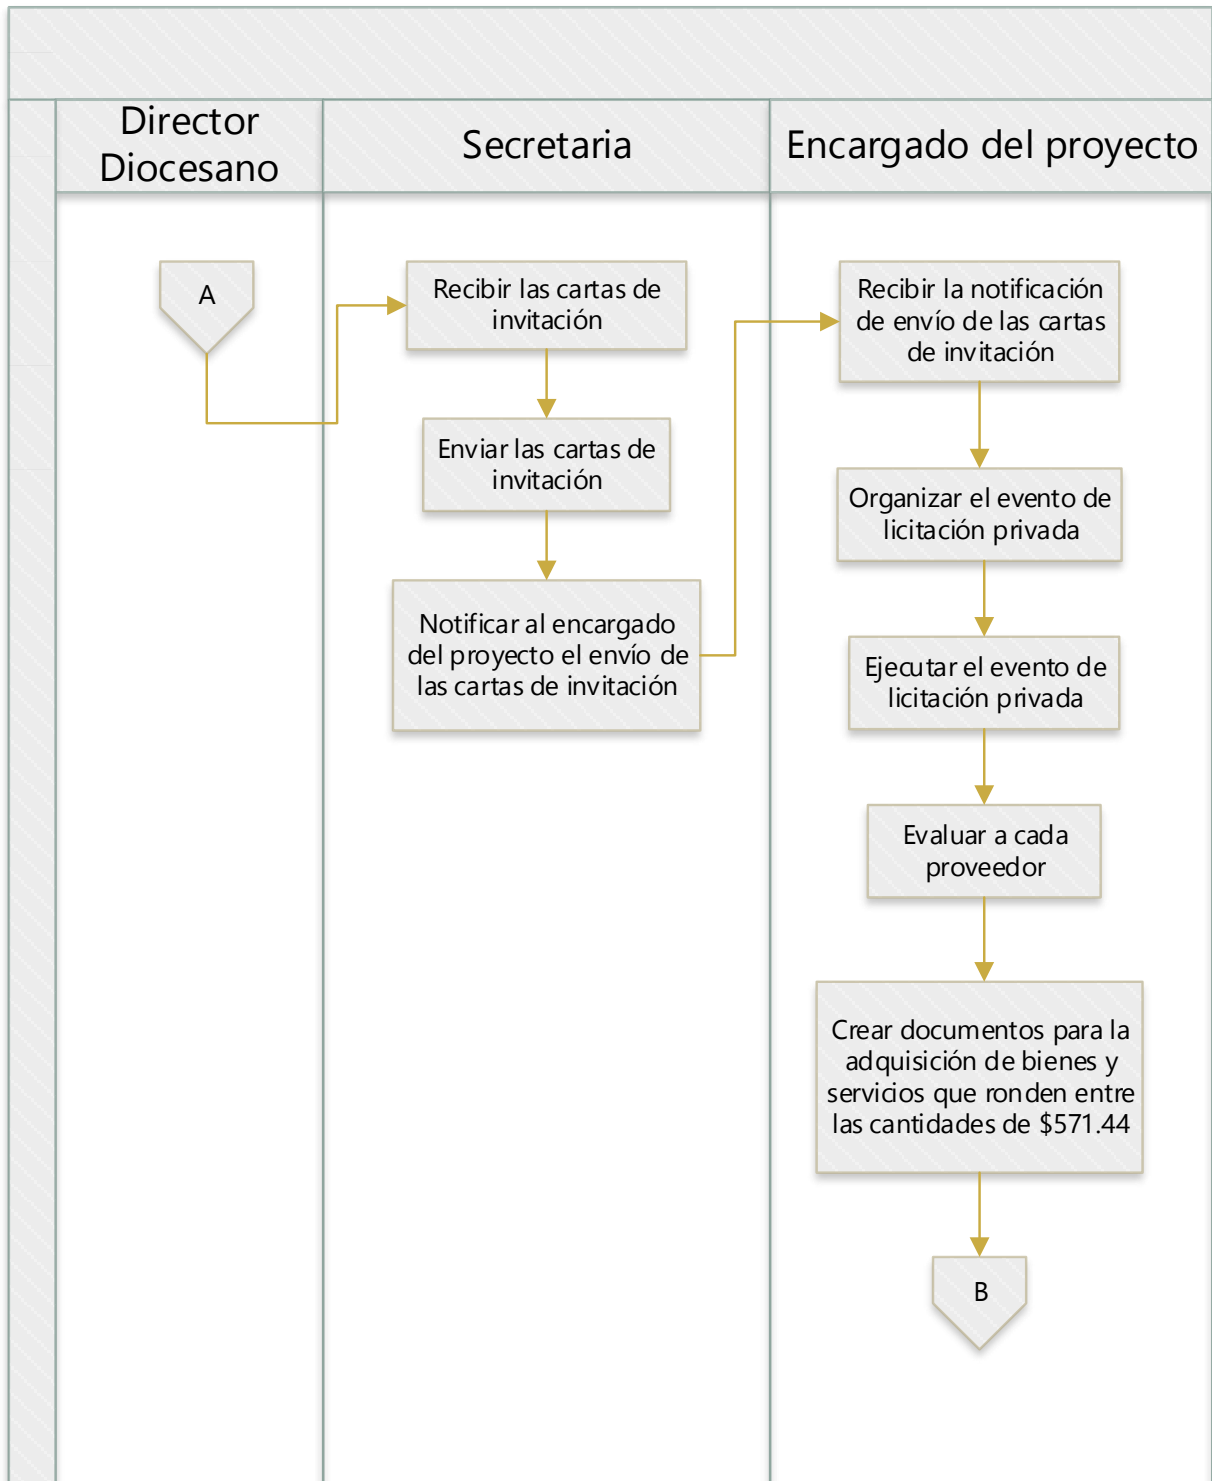 Director
Diocesano
Secretaria
Encargado del proyecto
A
Recibir las cartas de
invitación
Enviar las cartas de
invitación
Notificar al encargado
del proyecto el envío de
las cartas de invitación
Recibir la notificación
de envío de las cartas
de invitación
Organizar el evento de
licitación privada
Ejecutar el evento de
licitación privada
Evaluar a cada
proveedor
Crear documentos para la
adquisición de bienes y
servicios que ronden entre
las cantidades de $571.44
B